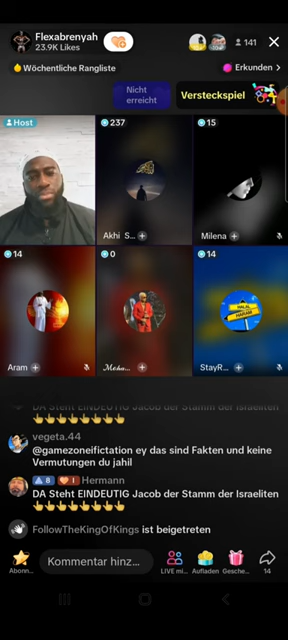 Flexabrenyah
23.9K Likes
141
Wöchentliche Rangliste
Erkunden >
Nicht
erreicht
Versteckspiel
Host
237
15
Akhi S...
Milena
14
0
14
Aram
StayR...
DA Steht EINDEUTIG Jacob der Stamm der Israeliten
vegeta.44
@gamezoneifictation ey das sind Fakten und keine
Vermutungen du jahil
8 I Hermann
DA Steht EINDEUTIG Jacob der Stamm der Israeliten
FollowTheKingOfKings ist beigetreten
Abonn...
Kommentar hinz...
LIVE mi...
Aufladen
Gesche...
14